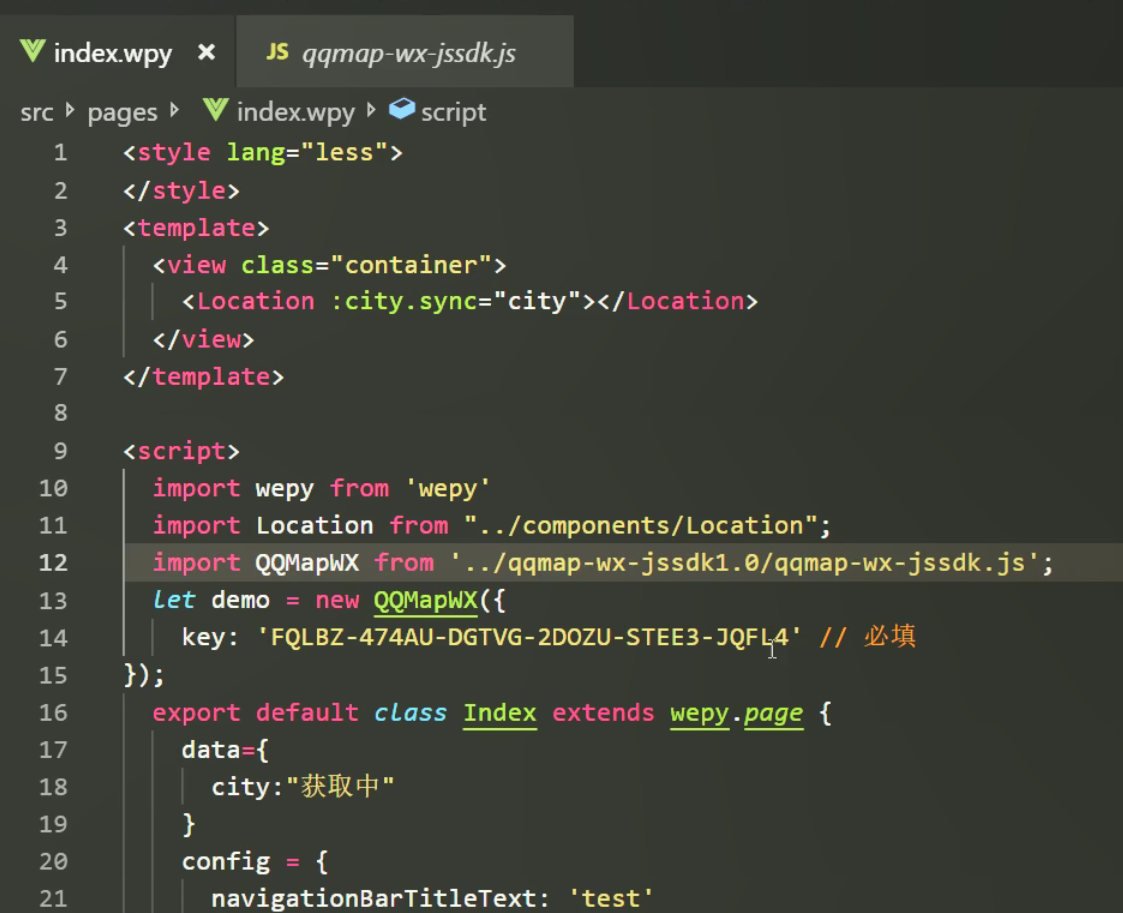 index.wpy ×
JS qqmap-wx-jssdk.js
src pages index.wpy script
1 <style lang="less">
2 </style>
3 <template>
4 <view class="container">
5 <Location :city.sync="city"></Location>
6 </view>
7 </template>
8
9 <script>
10 import wepy from 'wepy'
11 import Location from "../components/Location";
12 import QQMapWX from '../qqmap-wx-jssdk1.0/qqmap-wx-jssdk.js';
13 let demo = new QQMapWX({
14 key: 'FQLBZ-474AU-DGTVG-2DOZU-STEE3-JQFL4' // 必填
15 });
16 export default class Index extends wepy.page {
17 data={
18 city:"获取中"
19 }
20 config = {
21 navigationBarTitleText: 'test'